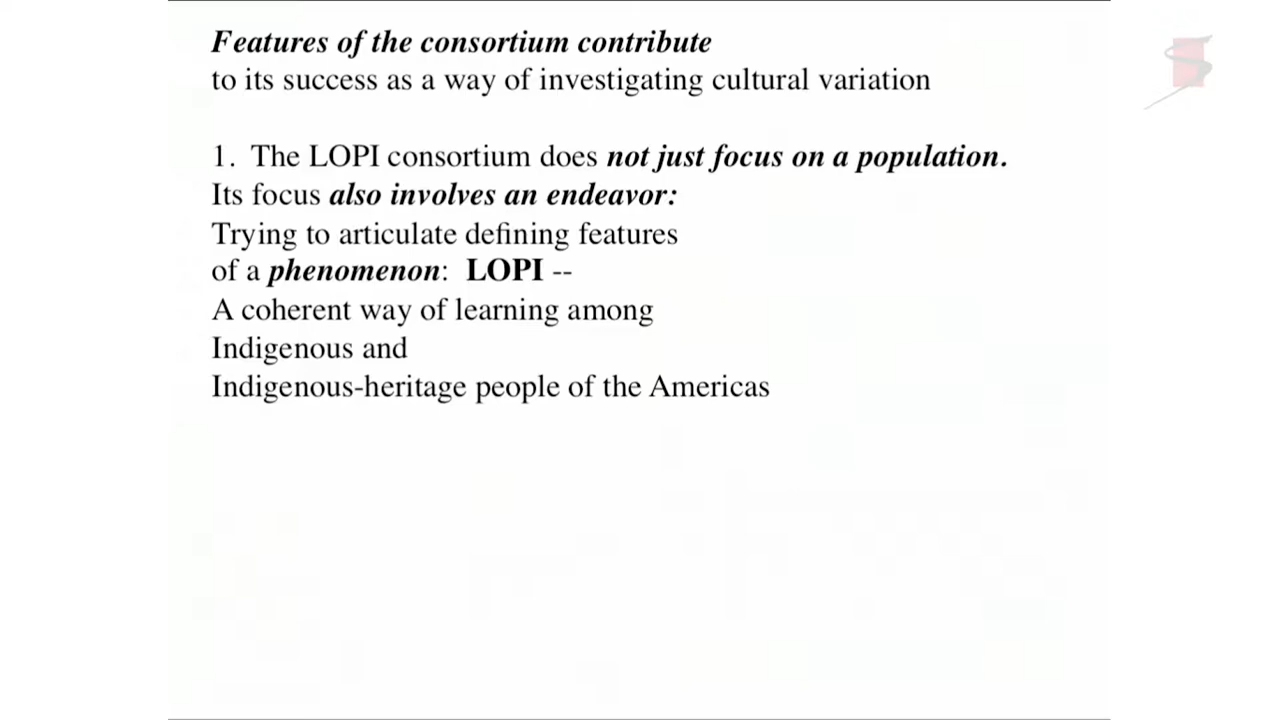 Features of the consortium contribute
to its success as a way of investigating cultural variation
1. The LOPI consortium does not just focus on a population.
Its focus also involves an endeavor:
Trying to articulate defining features
of a phenomenon: LOPI --
A coherent way of learning among
Indigenous and
Indigenous-heritage people of the Americas